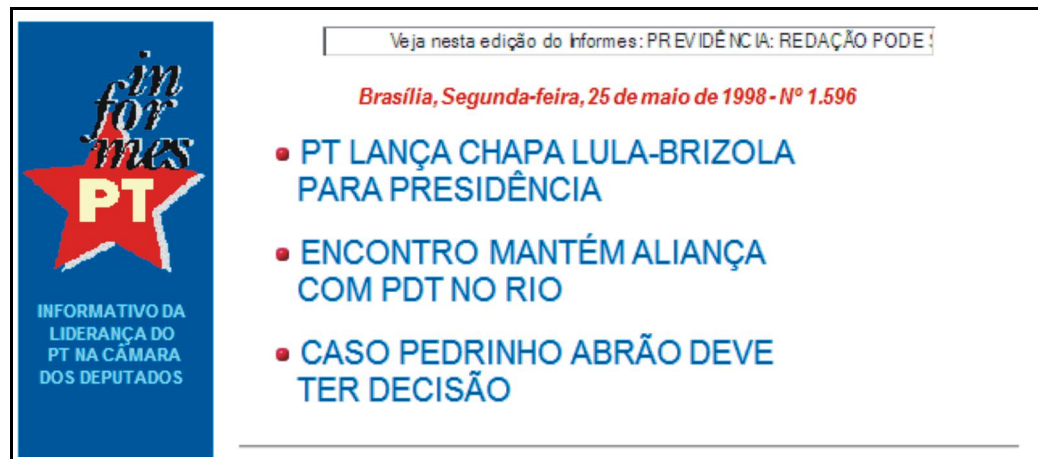 in
for
mes
PT
INFORMATIVO DA
LIDERANÇA DO
PT NA CÂMARA
DOS DEPUTADOS
Veja nesta edição do Informes: PREVIDÊNCIA: REDAÇÃO PODE
Brasília, Segunda-feira, 25 de maio de 1998 - Nº 1.596
PT LANÇA CHAPA LULA-BRIZOLA
PARA PRESIDÊNCIA
ENCONTRO MANTÉM ALIANÇA
COM PDT NO RIO
CASO PEDRINHO ABRÃO DEVE
TER DECISÃO